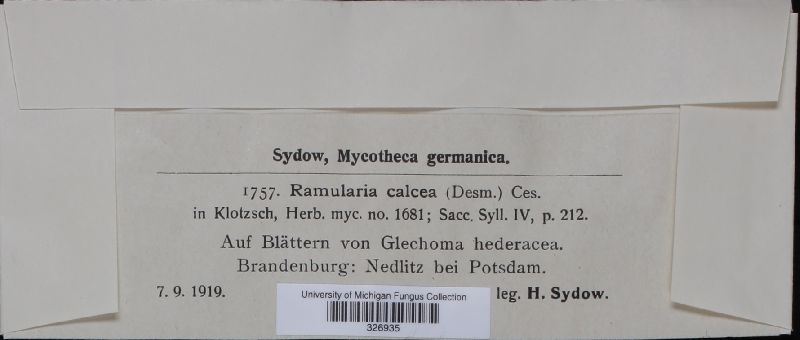 Sydow, Mycotheca germanica.
1757. Ramularia calcea (Desm.) Ces.
in Klotzsch, Herb. myc. no. 1681; Sacc. Syll. IV, p. 212.
Auf Blättern von Glechoma hederacea.
Brandenburg: Nedlitz bei Potsdam.
7. 9. 1919. leg. H. Sydow.
University of Michigan Fungus Collection
326935